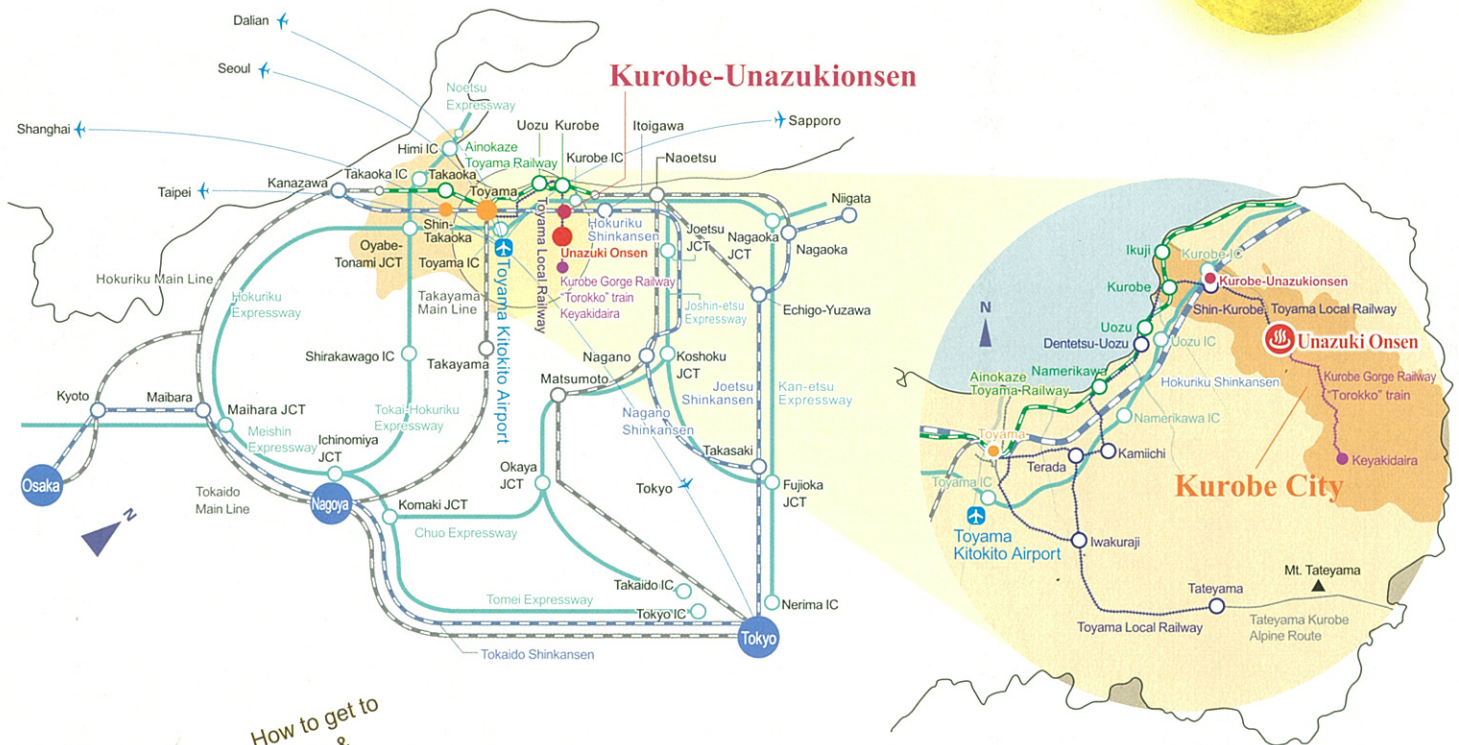 Dalian
Seoul
Shanghai
Taipei
Noetsu
Expressway
Kurobe-Unazukionsen
Sapporo
Himi IC
Ainokaze
Toyama Railway
Uozu
Kurobe
Itoigawa
Kurobe IC
Naoetsu
Takaoka IC
Takaoka
Toyama
Kanazawa
Niigata
Shin-
Takaoka
Hokuriku
Shinkansen
Joetsu
JCT
Nagaoka
JCT
Nagaoka
Oyabe-
Tonami JCT
Toyama IC
Toyama Kitokito Airport
Toyama Local Railway
Unazuki Onsen
Kurobe Gorge Railway
"Torokko" train
Keyakidaira
Hokuriku Main Line
Hokuriku
Expressway
Takayama
Main Line
Joshin-etsu
Expressway
Echigo-Yuzawa
Shirakawago IC
Takayama
Nagano
Koshoku
JCT
Matsumoto
Joetsu
Shinkansen
Kan-etsu
Expressway
Kyoto
Maibara
Maihara JCT
Tokai-Hokuriku
Expressway
Nagano
Shinkansen
Meishin
Expressway
Ichinomiya
JCT
Takasaki
Osaka
Okaya
JCT
Tokyo
Fujioka
JCT
Tokaido
Main Line
Nagoya
Komaki JCT
Chuo Expressway
N
Takaido IC
Tomei Expressway
Tokyo IC
Nerima IC
Tokyo
Tokaido Shinkansen
Ikuji
Kurobe IC
Kurobe
Kurobe-Unazukionsen
Shin-Kurobe
Toyama Local Railway
N
Uozu
Dentetsu-Uozu
Uozu IC
Unazuki Onsen
Namerikawa
Hokuriku Shinkansen
Kurobe Gorge Railway
"Torokko" train
Ainokaze
Toyama-Railway
Namerikawa IC
Toyama
Kamiichi
Terada
Keyakidaira
Toyama IC
Kurobe City
Toyama
Kitokito Airport
Iwakuraji
Mt. Tateyama
Tateyama
Toyama Local Railway
Tateyama Kurobe
Alpine Route
How to get to
&